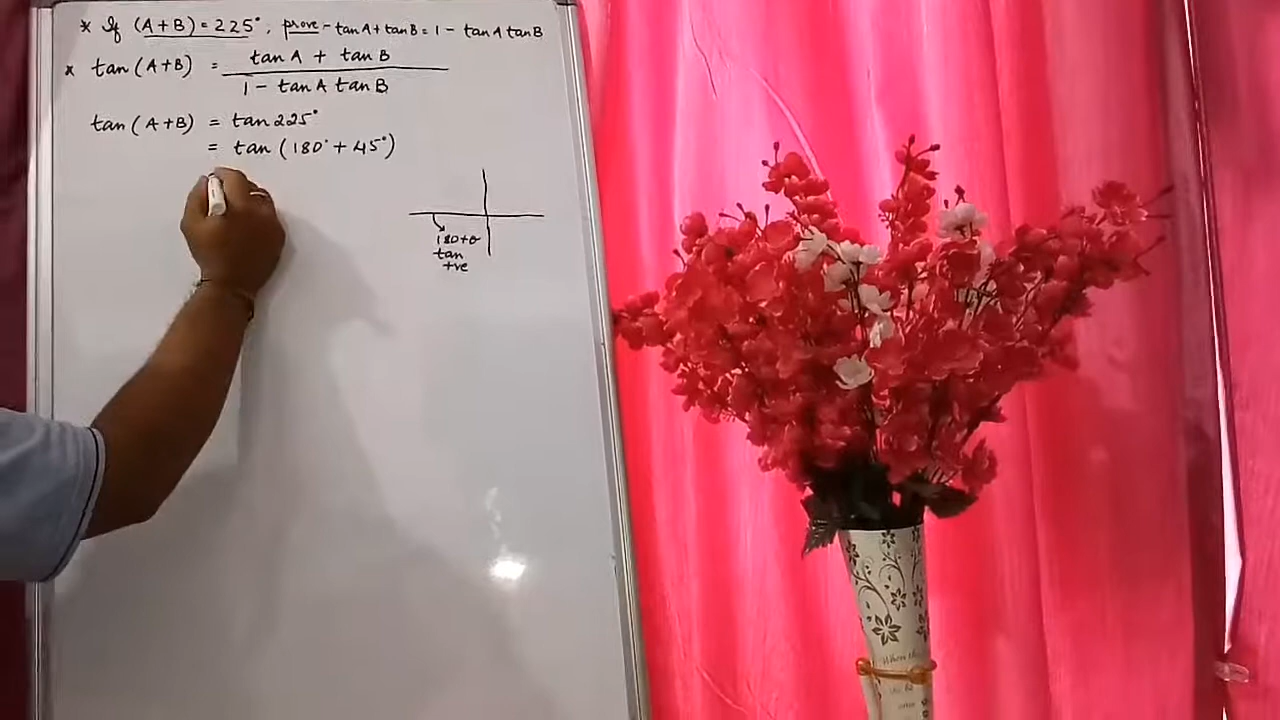 * If (A+B) = 225°, prove - tan A + tan B = 1 - tan A tan B
* tan (A+B) = tan A + tan B
1 - tan A tan B
tan (A+B) = tan 225°
= tan (180° + 45°)
180+θ
tan
+ve